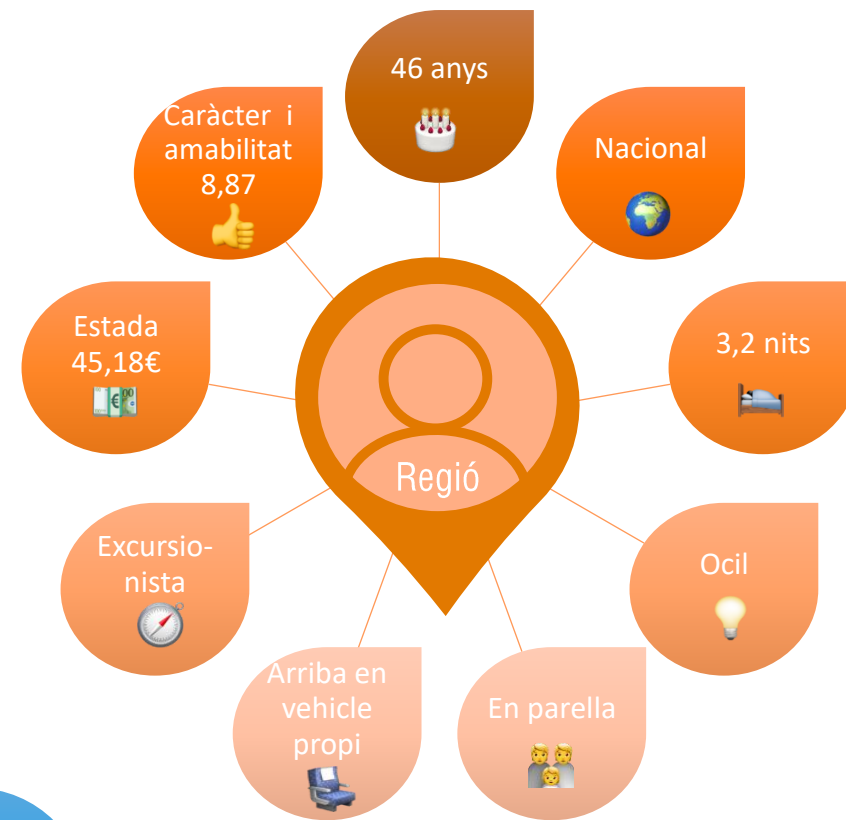 46 anys
Nacional
3,2 nits
Ocil
En parella
Arriba en
vehicle
propi
Excursio-
nista
Estada
45,18€
Caràcter i
amabilitat
8,87
Regió